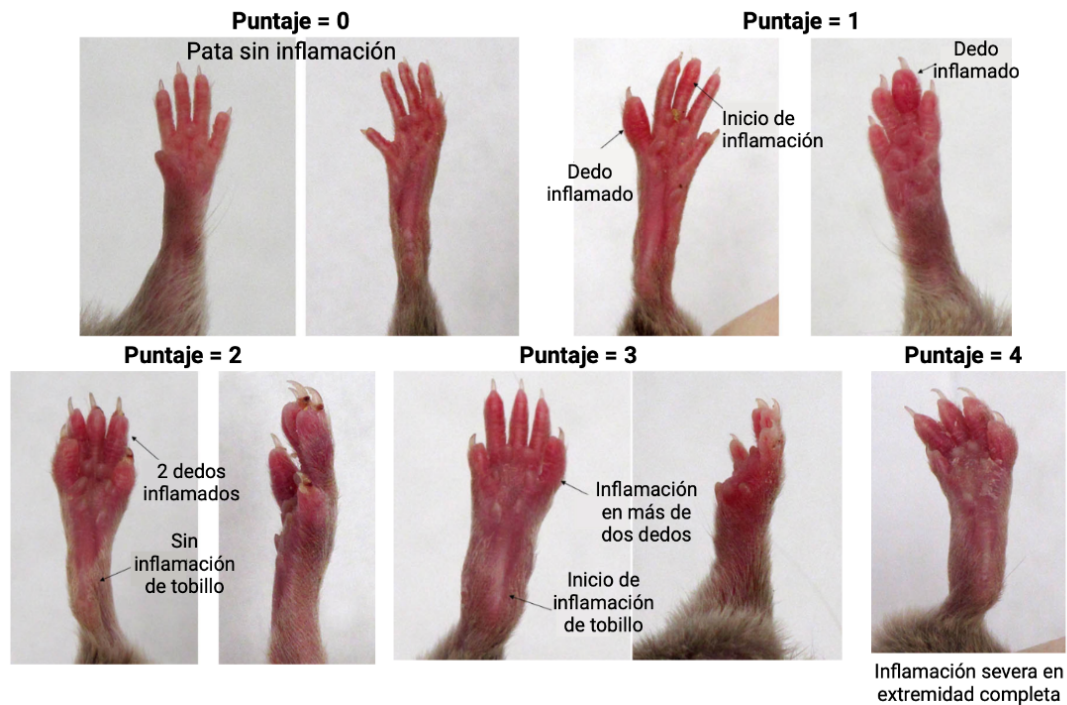 Puntaje = 0
Pata sin inflamación
Puntaje = 1
Dedo
inflamado
Inicio de
inflamación
Dedo
inflamado
Puntaje = 2
2 dedos
inflamados
Sin
inflamación
de tobillo
Puntaje = 3
Inflamación
en más de
dos dedos
Inicio de
inflamación
de tobillo
Puntaje = 4
Inflamación severa en
extremidad completa